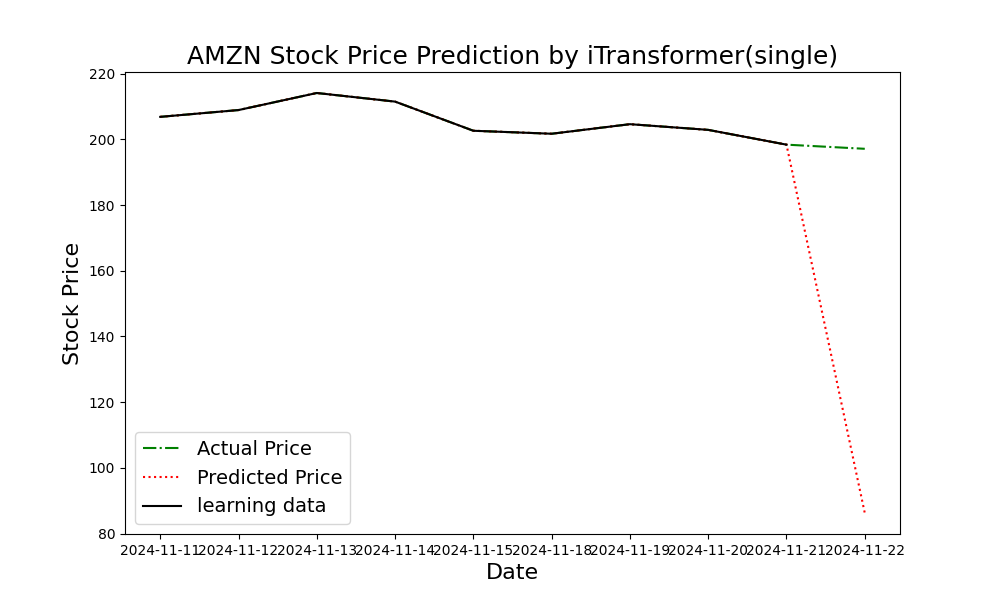 AMZN Stock Price Prediction by iTransformer(single)
220
200
180
160
140
120
100
80
Stock Price
Actual Price
Predicted Price
learning data
2024-11-11 2024-11-12 2024-11-13 2024-11-14 2024-11-15 2024-11-18 2024-11-19 2024-11-20 2024-11-21 2024-11-22
Date